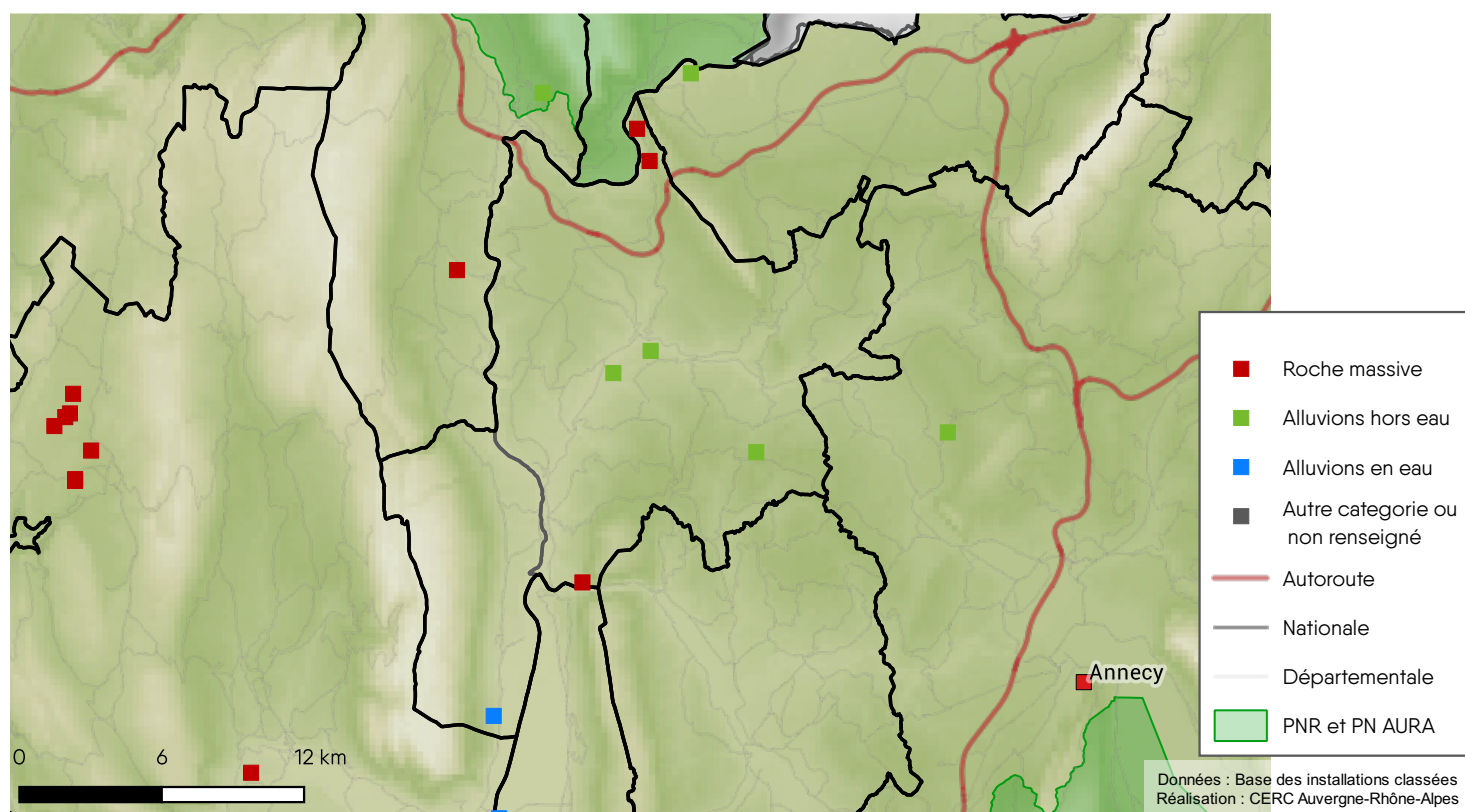 Roche massive
Alluvions hors eau
Alluvions en eau
Autre categorie ou
non renseigné
Autoroute
Nationale
Départementale
PNR et PN AURA
Annecy
0 6 12 km
Données : Base des installations classées
Réalisation : CERC Auvergne-Rhône-Alpes